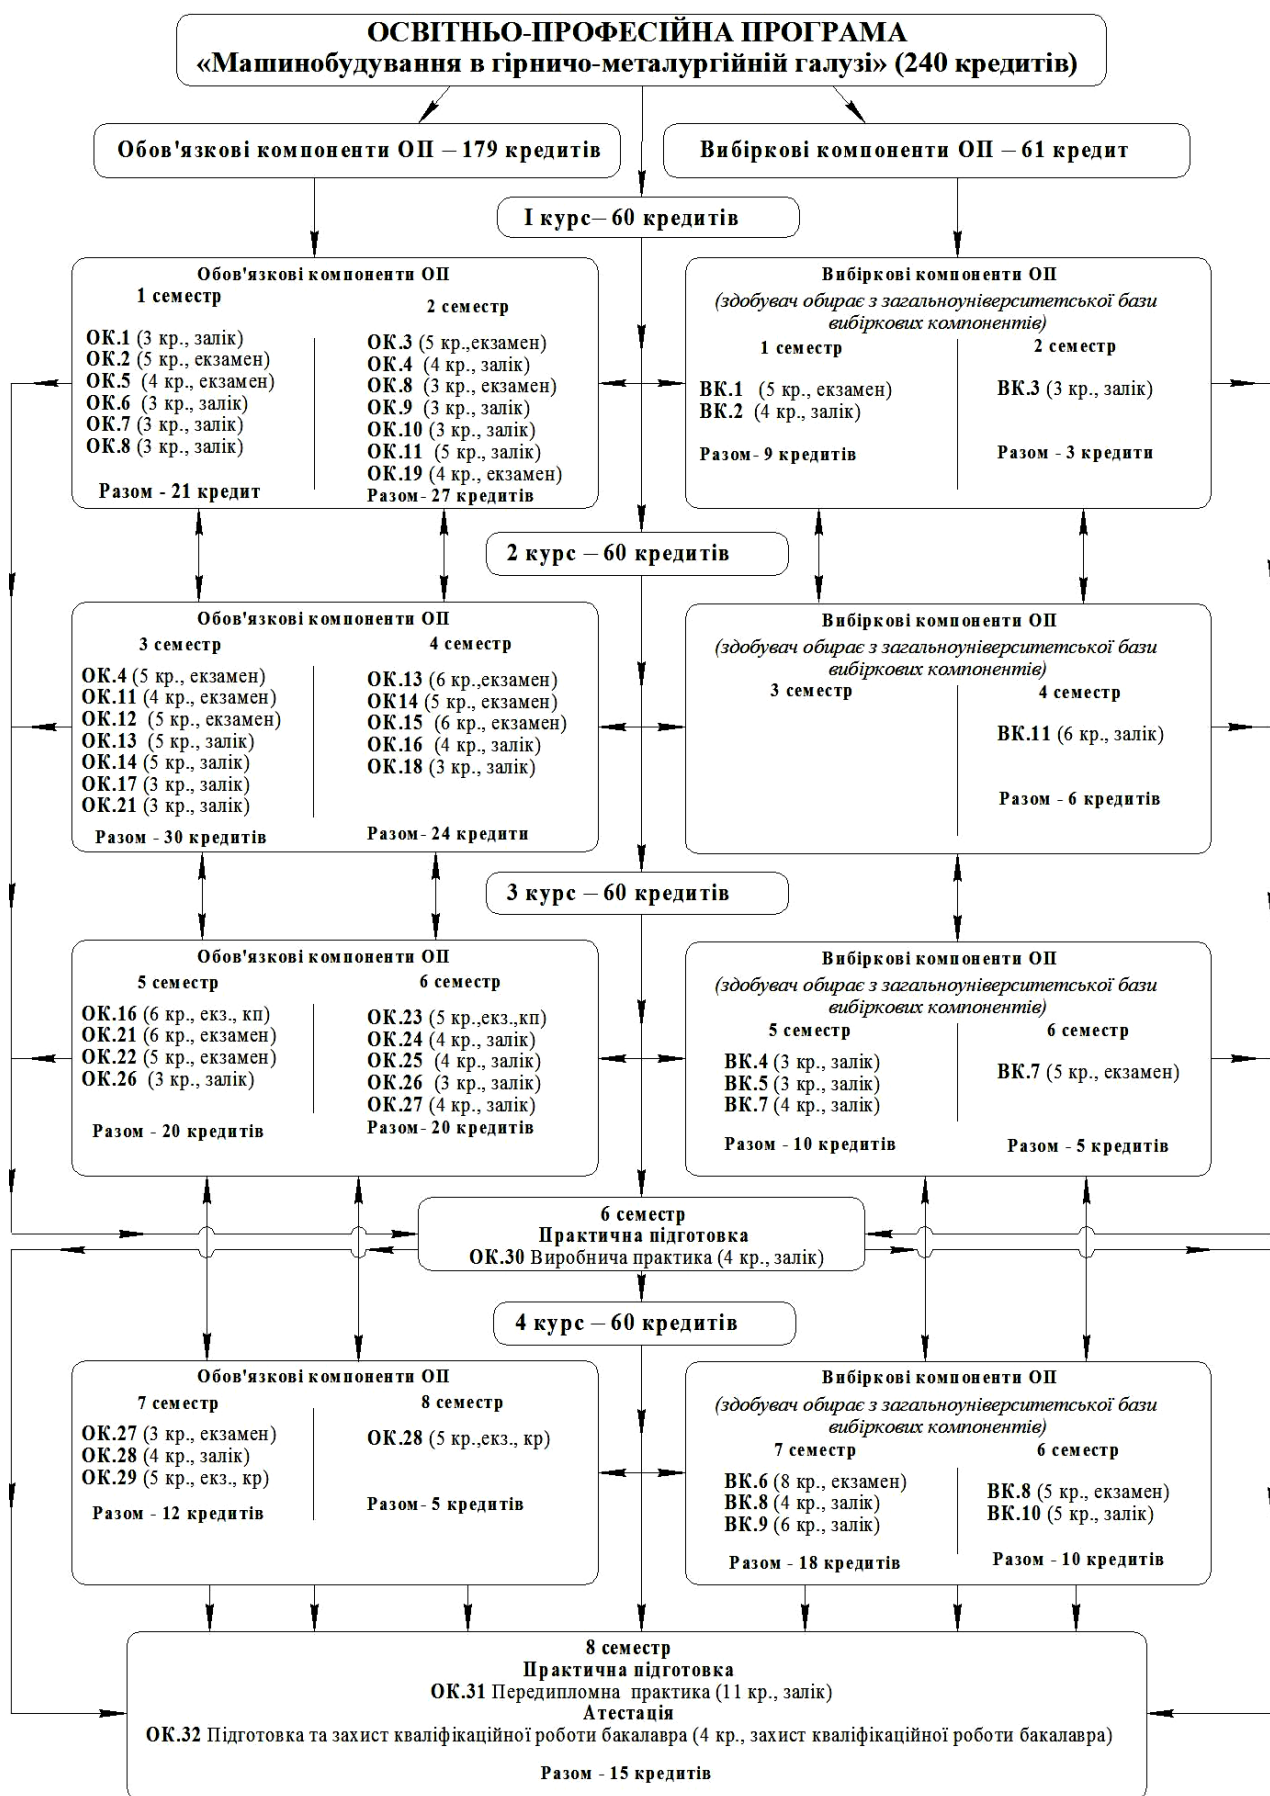 ОСВІТНЬО-ПРОФЕСІЙНА ПРОГРАМА
«Машинобудування в гірничо-металургійній галузі» (240 кредитів)
Обов'язкові компоненти ОП – 179 кредитів
Вибіркові компоненти ОП – 61 кредит
І курс– 60 кредитів
Обов'язкові компоненти ОП
1 семестр
ОК.1 (3 кр., залік)
ОК.2 (5 кр., екзамен)
ОК.5 (4 кр., екзамен)
ОК.6 (3 кр., залік)
ОК.7 (3 кр., залік)
ОК.8 (3 кр., залік)
Разом - 21 кредит
2 семестр
ОК.3 (5 кр.,екзамен)
ОК.4 (4 кр., залік)
ОК.8 (3 кр., екзамен)
ОК.9 (3 кр., залік)
ОК.10 (3 кр., залік)
ОК.11 (5 кр., залік)
ОК.19 (4 кр., екзамен)
Разом - 27 кредитів
Вибіркові компоненти ОП
(здобувач обирає з загальноуніверситетської бази
вибіркових компонентів)
1 семестр
ВК.1 (5 кр., екзамен)
ВК.2 (4 кр., залік)
Разом- 9 кредитів
2 семестр
ВК.3 (3 кр., залік)
Разом - 3 кредити
2 курс – 60 кредитів
Обов'язкові компоненти ОП
3 семестр
ОК.4 (5 кр., екзамен)
ОК.11 (4 кр., екзамен)
ОК.12 (5 кр., екзамен)
ОК.13 (5 кр., залік)
ОК.14 (5 кр., залік)
ОК.17 (3 кр., залік)
ОК.21 (3 кр., залік)
Разом - 30 кредитів
4 семестр
ОК.13 (6 кр.,екзамен)
ОК14 (5 кр., екзамен)
ОК.15 (6 кр., екзамен)
ОК.16 (4 кр., залік)
ОК.18 (3 кр., залік)
Разом- 24 кредити
Вибіркові компоненти ОП
(здобувач обирає з загальноуніверситетської бази
вибіркових компонентів)
3 семестр
4 семестр
ВК.11 (6 кр., залік)
Разом - 6 кредитів
3 курс – 60 кредитів
Обов'язкові компоненти ОП
5 семестр
ОК.16 (6 кр., екз., кп)
ОК.21 (6 кр., екзамен)
ОК.22 (5 кр., екзамен)
ОК.26 (3 кр., залік)
Разом - 20 кредитів
6 семестр
ОК.23 (5 кр.,екз.,кп)
ОК.24 (4 кр., залік)
ОК.25 (4 кр., залік)
ОК.26 (3 кр., залік)
ОК.27 (4 кр., залік)
Разом - 20 кредитів
Вибіркові компоненти ОП
(здобувач обирає з загальноуніверситетської бази
вибіркових компонентів)
5 семестр
ВК.4 (3 кр., залік)
ВК.5 (3 кр., залік)
ВК.7 (4 кр., залік)
Разом - 10 кредитів
6 семестр
ВК.7 (5 кр., екзамен)
Разом - 5 кредитів
6 семестр
Практична підготовка
ОК.30 Виробнича практика (4 кр., залік)
4 курс – 60 кредитів
Обов'язкові компоненти ОП
7 семестр
ОК.27 (3 кр., екзамен)
ОК.28 (4 кр., залік)
ОК.29 (5 кр., екз., кр)
Разом - 12 кредитів
8 семестр
ОК.28 (5 кр.,екз., кр)
Разом - 5 кредитів
Вибіркові компоненти ОП
(здобувач обирає з загальноуніверситетської бази
вибіркових компонентів)
7 семестр
ВК.6 (8 кр., екзамен)
ВК.8 (4 кр., залік)
ВК.9 (6 кр., залік)
Разом - 18 кредитів
6 семестр
ВК.8 (5 кр., екзамен)
ВК.10 (5 кр., залік)
Разом - 10 кредитів
8 семестр
Практична підготовка
ОК.31 Передипломна практика (11 кр., залік)
Атестація
ОК.32 Підготовка та захист кваліфікаційної роботи бакалавра (4 кр., захист кваліфікаційної роботи бакалавра)
Разом - 15 кредитів